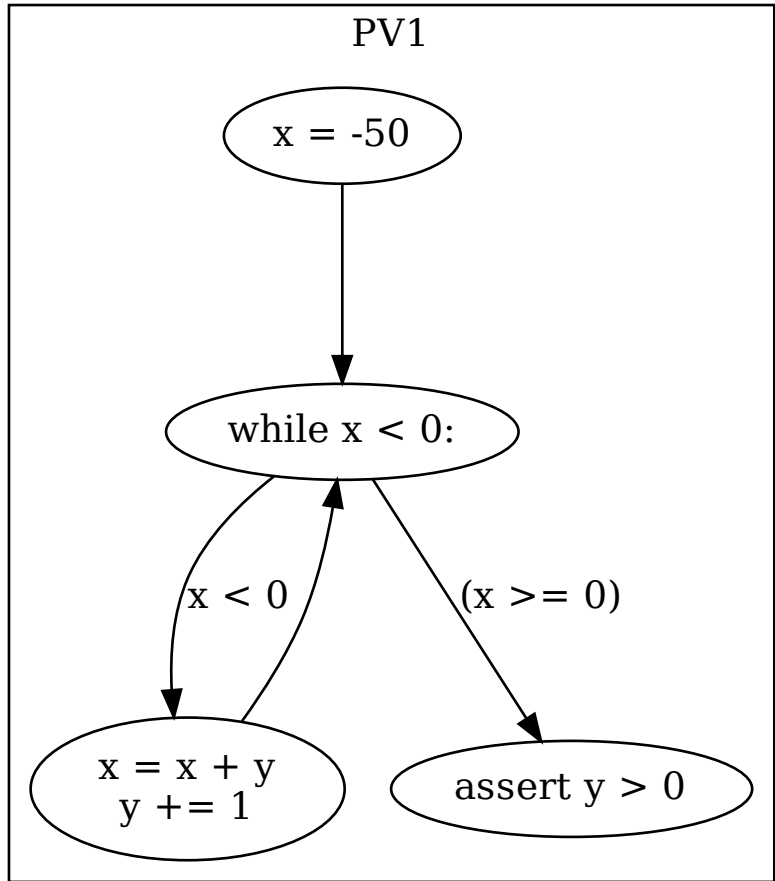 PV1
x = -50
while x < 0:
x < 0
(x >= 0)
x = x + y
y += 1
assert y > 0